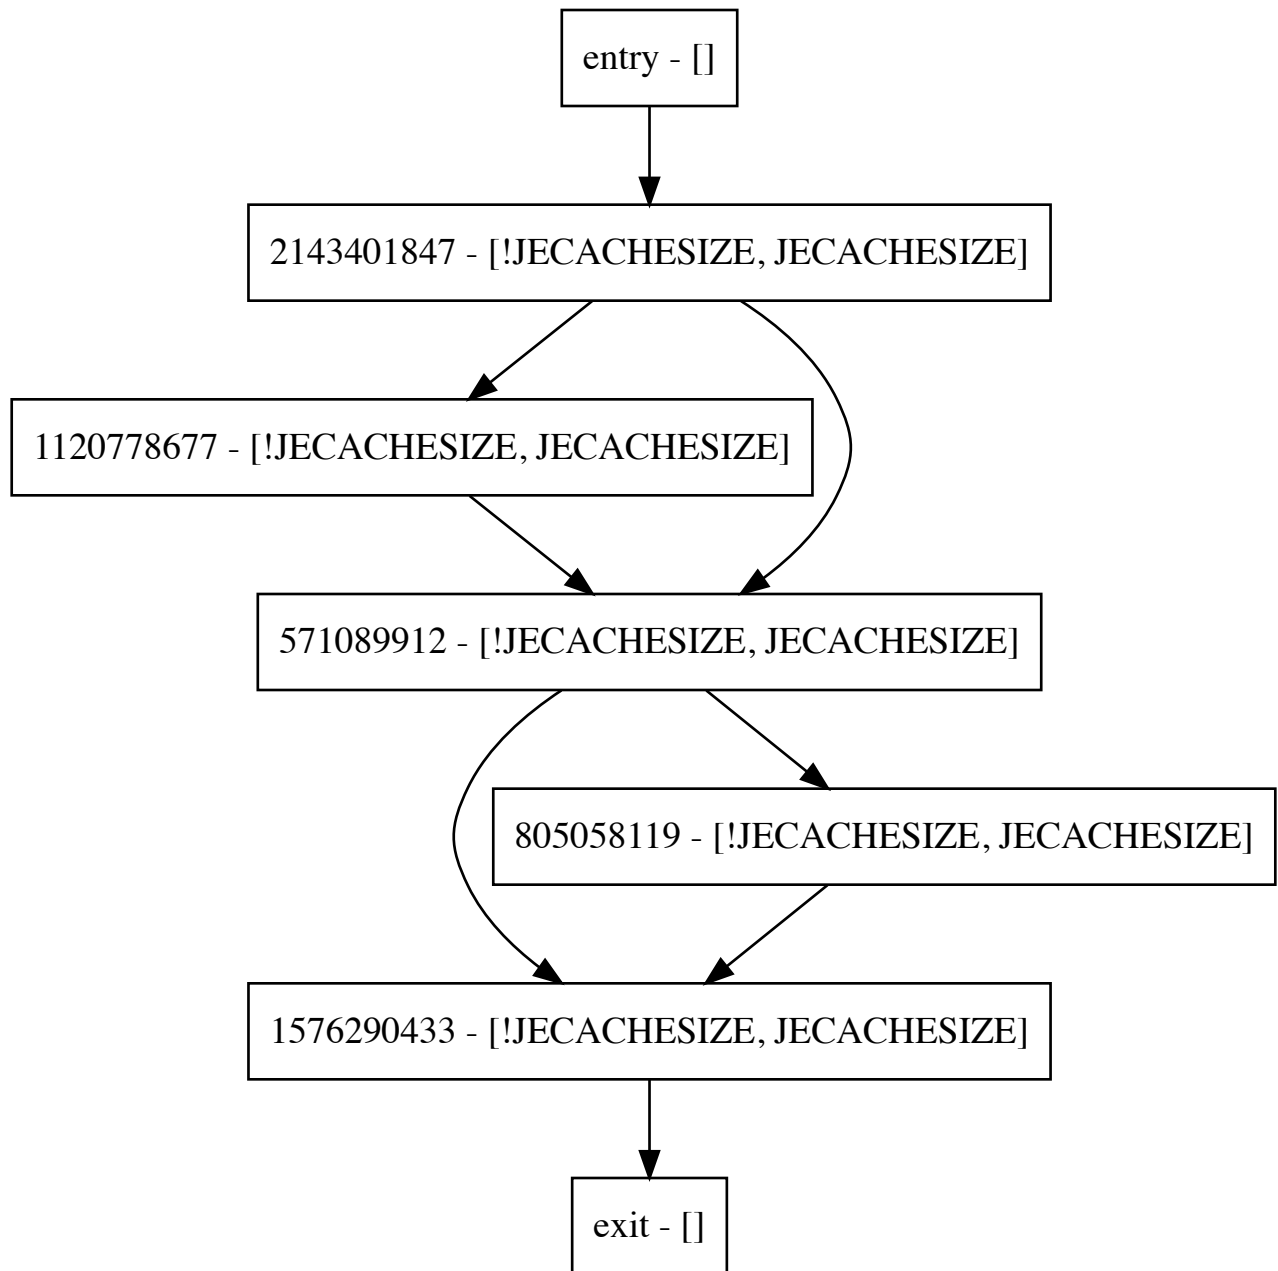 entry - []
2143401847 - [!JECACHESIZE, JECACHESIZE]
1120778677 - [!JECACHESIZE, JECACHESIZE]
571089912 - [!JECACHESIZE, JECACHESIZE]
805058119 - [!JECACHESIZE, JECACHESIZE]
1576290433 - [!JECACHESIZE, JECACHESIZE]
exit - []